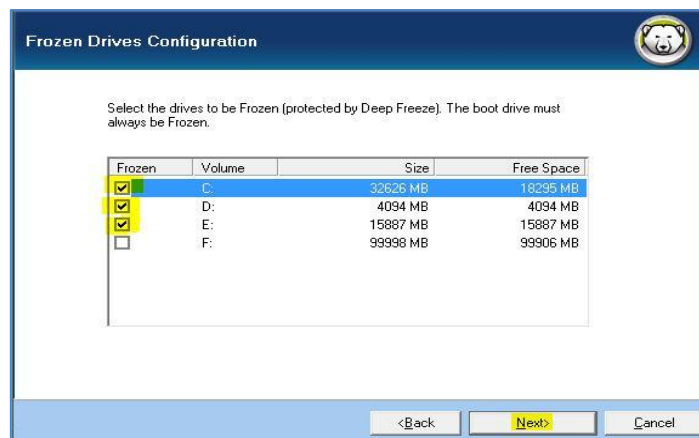 Frozen Drives Configuration
Select the drives to be Frozen (protected by Deep Freeze). The boot drive must
always be Frozen.
Frozen Volume Size Free Space
C: 32626 MB 18295 MB
D: 4094 MB 4094 MB
E: 15887 MB 15887 MB
F: 99998 MB 99906 MB
<Back Next> Cancel